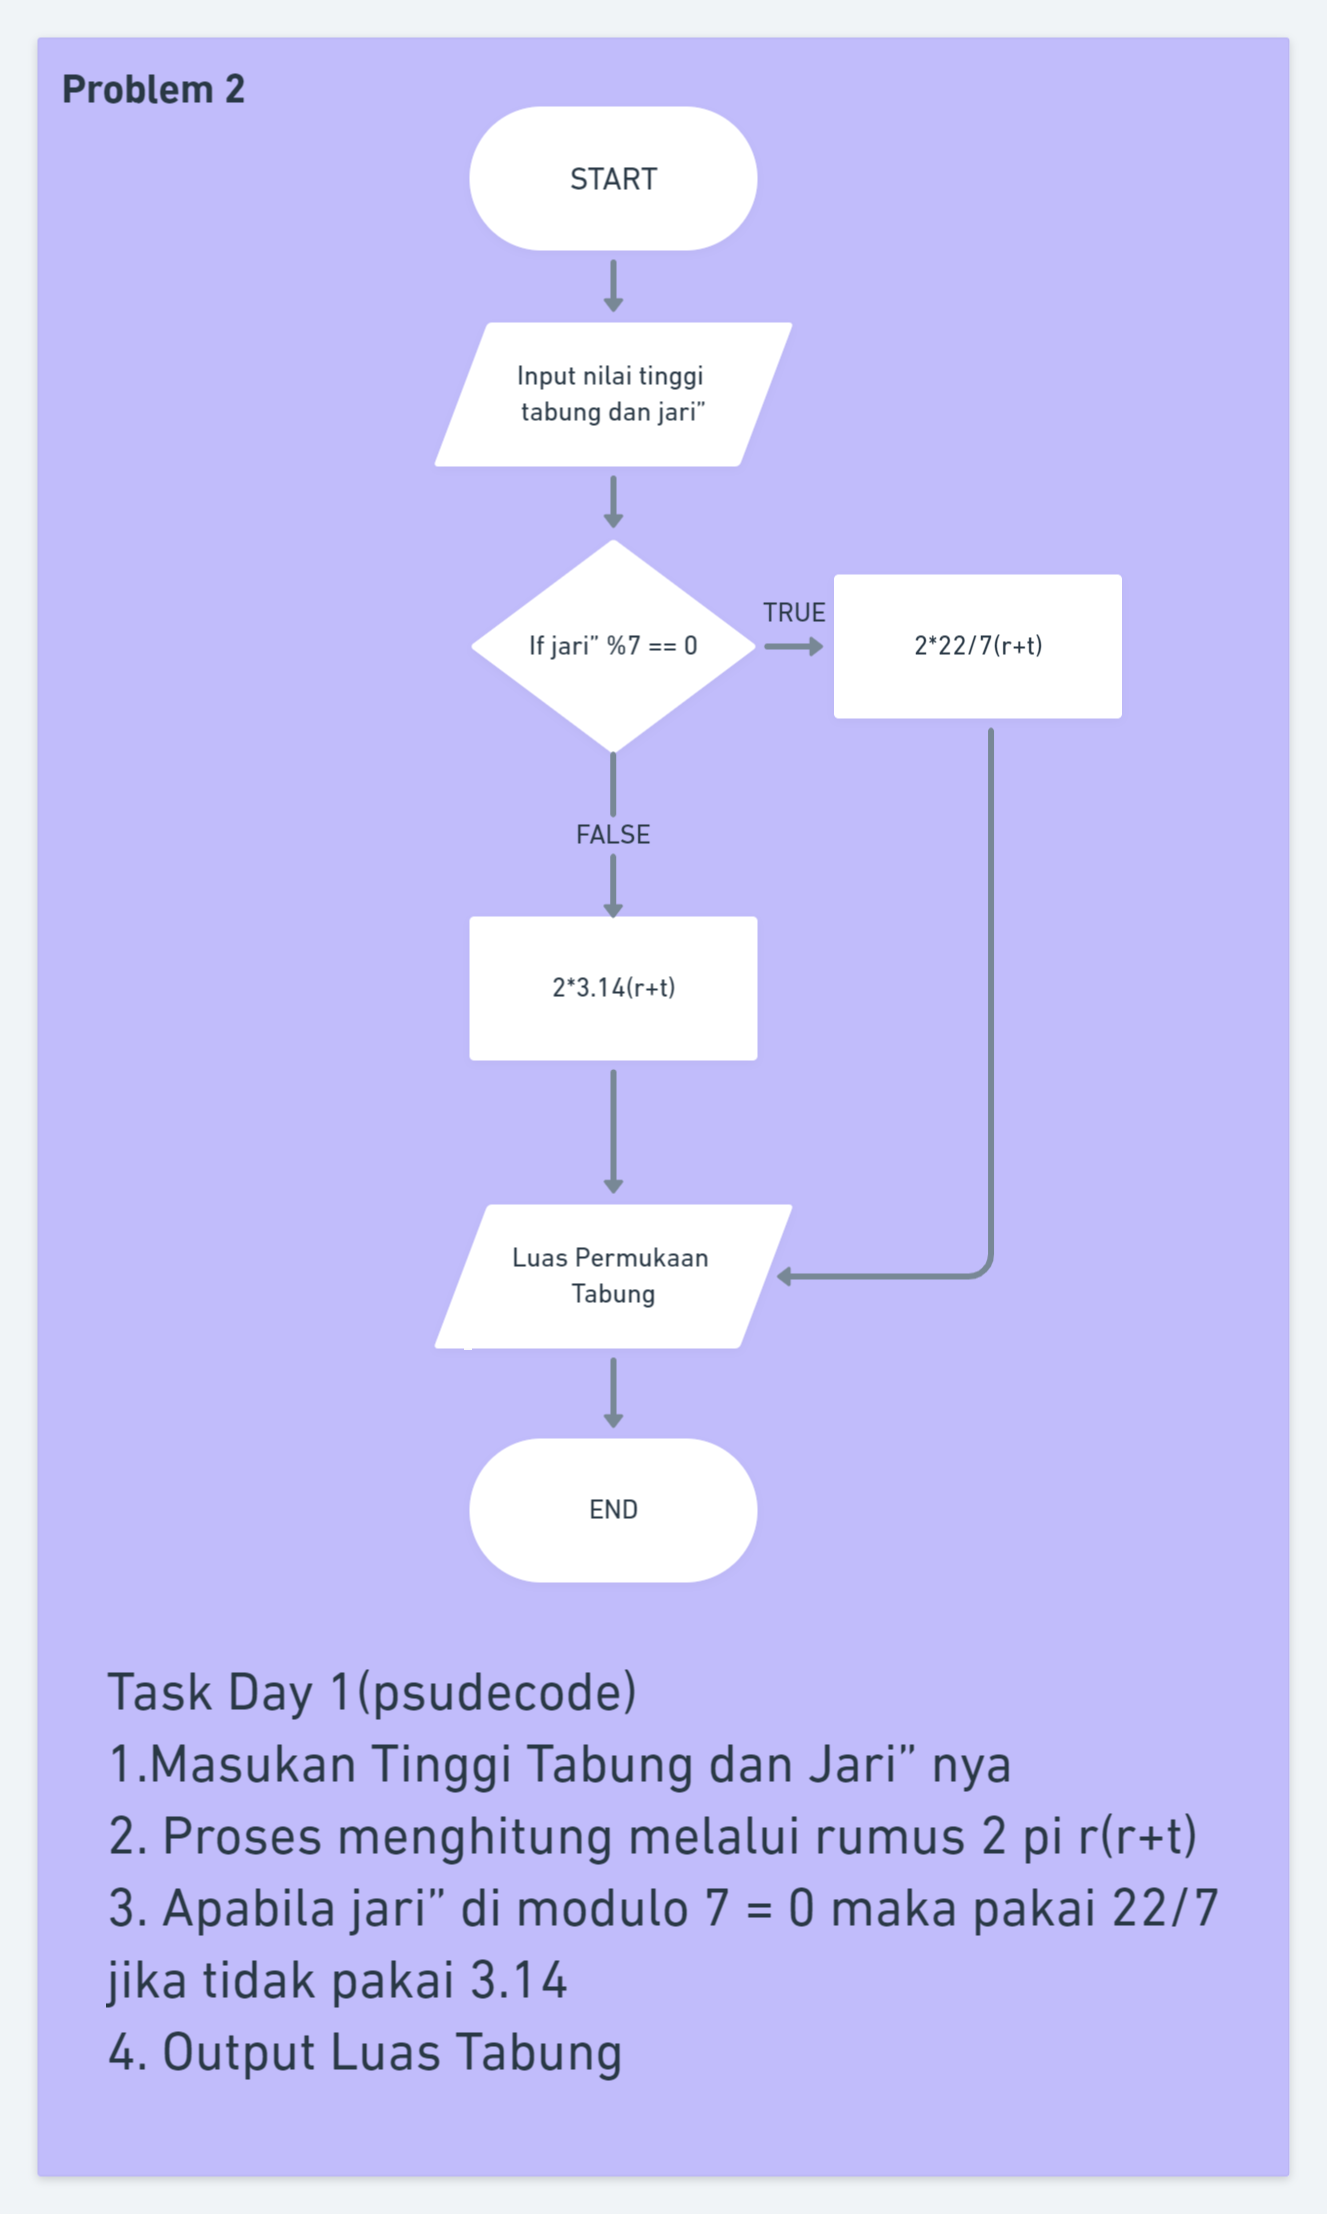 Problem 2
START
Input nilai tinggi
tabung dan jari”
If jari” %7 == 0
TRUE
2*22/7(r+t)
FALSE
2*3.14(r+t)
Luas Permukaan
Tabung
END
Task Day 1(psudecode)
1.Masukan Tinggi Tabung dan Jari” nya
2. Proses menghitung melalui rumus 2 pi r(r+t)
3. Apabila jari” di modulo 7 = 0 maka pakai 22/7
jika tidak pakai 3.14
4. Output Luas Tabung